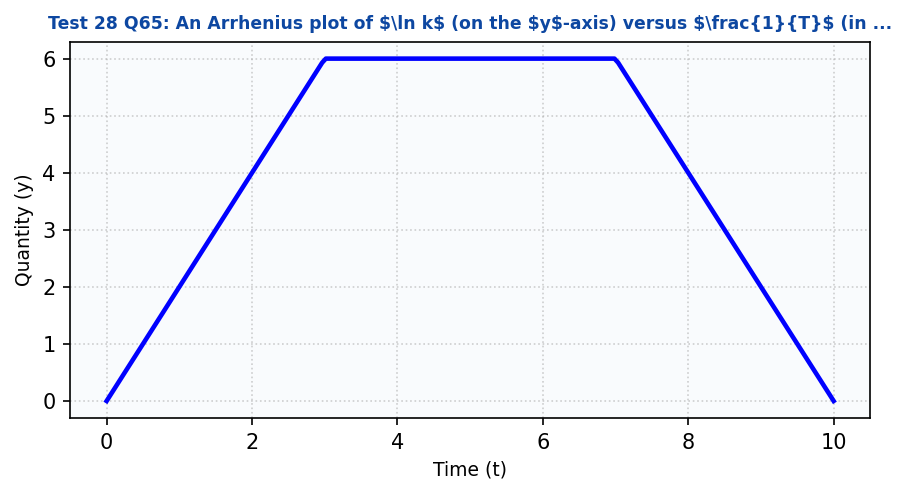 Test 28 Q65: An Arrhenius plot of $\ln k$ (on the $y$-axis) versus $\frac{1}{T}$ (in ...
6
5
4
3
2
1
0
Quantity (y)
0 2 4 6 8 10
Time (t)